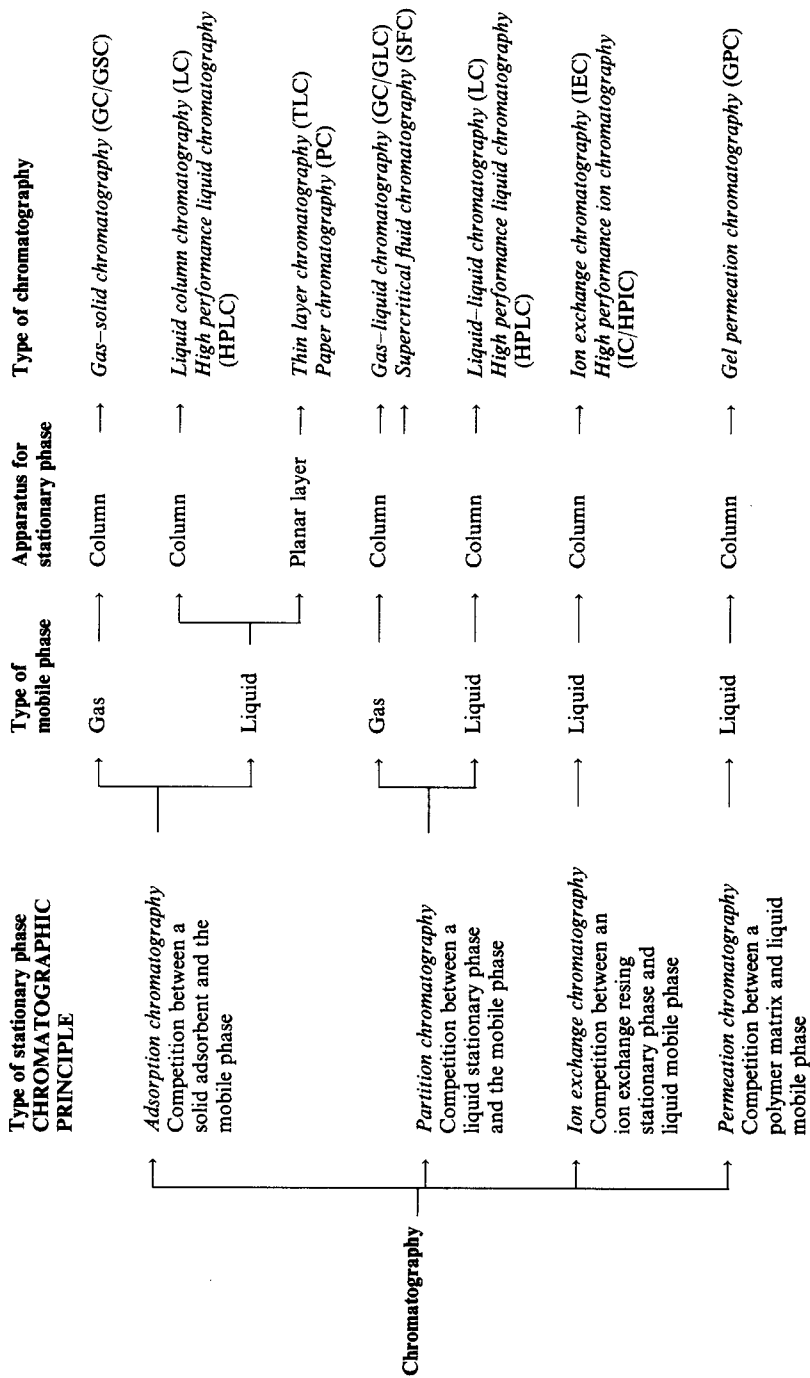 Type of stationary phase
CHROMATOGRAPHIC
PRINCIPLE
Type of
mobile phase
Apparatus for
stationary phase
Type of chromatography
Chromatography
Adsorption chromatography
Competition between a
solid adsorbent and the
mobile phase
Gas
Column
Gas–solid chromatography (GC/GSC)
Liquid
Column
Liquid column chromatography (LC)
High performance liquid chromatography
(HPLC)
Planar layer
Thin layer chromatography (TLC)
Paper chromatography (PC)
Partition chromatography
Competition between a
liquid stationary phase
and the mobile phase
Gas
Column
Gas–liquid chromatography (GC/GLC)
Supercritical fluid chromatography (SFC)
Liquid
Column
Liquid–liquid chromatography (LC)
High performance liquid chromatography
(HPLC)
Ion exchange chromatography
Competition between an
ion exchange resing
stationary phase and
liquid mobile phase
Liquid
Column
Ion exchange chromatography (IEC)
High performance ion chromatography
(IC/HPIC)
Permeation chromatography
Competition between a
polymer matrix and liquid
mobile phase
Liquid
Column
Gel permeation chromatography (GPC)